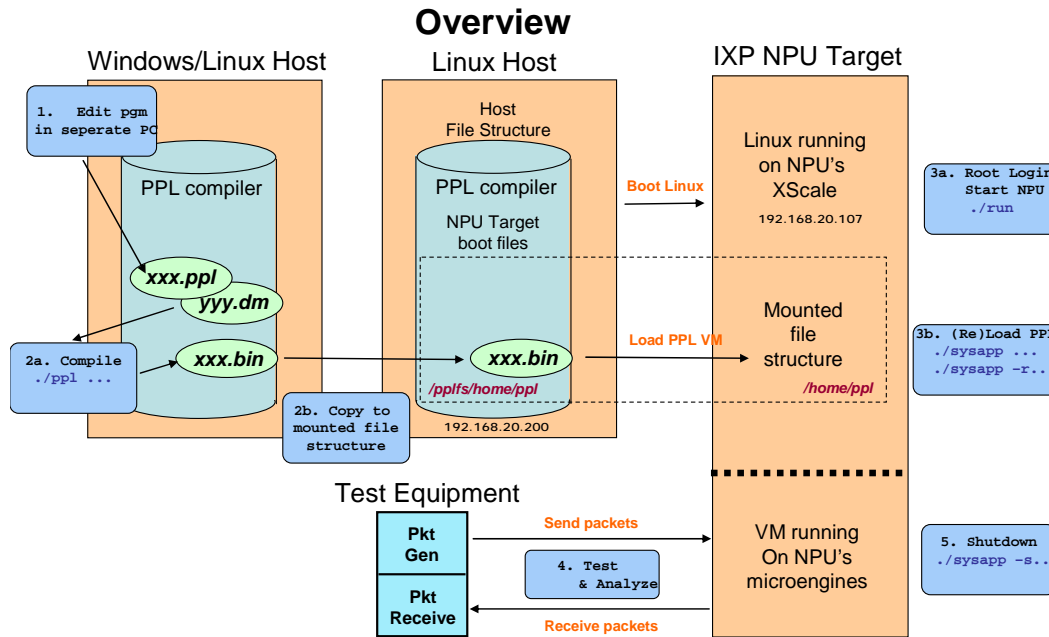 Overview
Windows/Linux Host
Linux Host
IXP NPU Target
1. Edit pgm
in seperate PC
Host
File Structure
PPL compiler
PPL compiler
NPU Target
boot files
Boot Linux
Linux running
on NPU's
XScale
192.168.20.107
3a. Root Login
Start NPU
./run
xxx.ppl
yyy.dm
2a. Compile
./ppl ...
xxx.bin
xxx.bin
Load PPL VM
Mounted
file
structure
3b. (Re)Load PPL
./sysapp ...
./sysapp -r..
/pplfs/home/ppl
/home/ppl
2b. Copy to
mounted file
structure
192.168.20.200
Test Equipment
Pkt
Gen
Send packets
VM running
On NPU's
microengines
5. Shutdown
./sysapp -s..
4. Test
& Analyze
Pkt
Receive
Receive packets